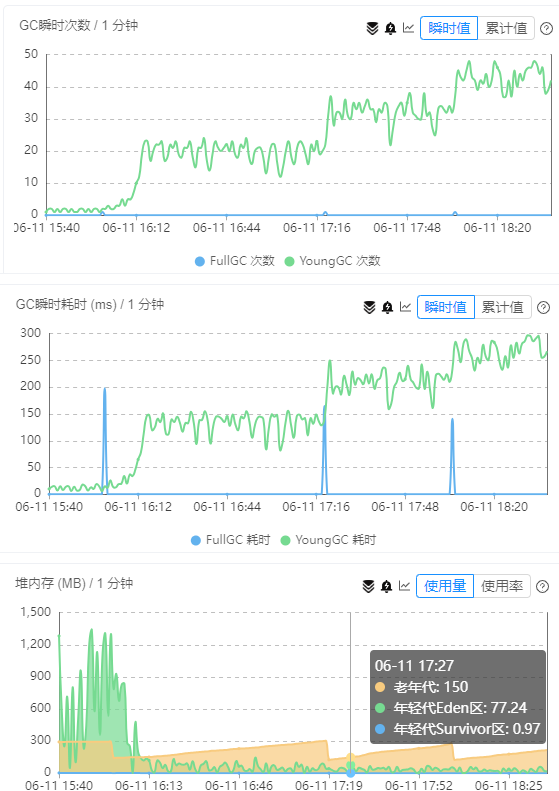 GC瞬时次数 / 1 分钟
瞬时值 累计值
50
40
30
20
10
0
06-11 15:40 06-11 16:12 06-11 16:44 06-11 17:16 06-11 17:48 06-11 18:20
FullGC 次数 YoungGC 次数
GC瞬时耗时 (ms) / 1 分钟
瞬时值 累计值
300
250
200
150
100
50
0
06-11 15:40 06-11 16:12 06-11 16:44 06-11 17:16 06-11 17:48 06-11 18:20
FullGC 耗时 YoungGC 耗时
堆内存 (MB) / 1 分钟
使用量 使用率
1,500
1,200
900
600
300
0
06-11 17:27
老年代: 150
年轻代Eden区: 77.24
年轻代Survivor区: 0.97
06-11 15:40 06-11 16:13 06-11 16:46 06-11 17:19 06-11 17:52 06-11 18:25